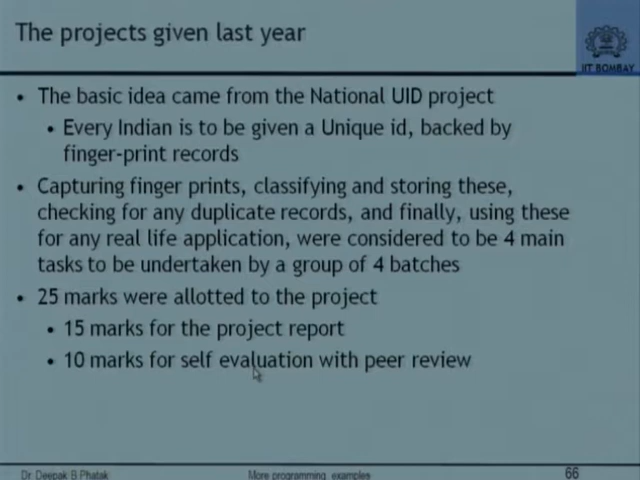 The projects given last year
IIT BOMBAY
• The basic idea came from the National UID project
• Every Indian is to be given a Unique id, backed by
finger-print records
• Capturing finger prints, classifying and storing these,
checking for any duplicate records, and finally, using these
for any real life application, were considered to be 4 main
tasks to be undertaken by a group of 4 batches
• 25 marks were allotted to the project
• 15 marks for the project report
• 10 marks for self evaluation with peer review
Dr. Deepak B Phatak
More programming examples
66